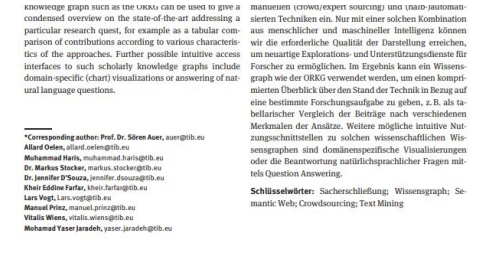 knowledge graph such as the ORKG can be used to give a
condensed overview on the state-of-the-art addressing a
particular research quest, for example as a tabular com-
parison of contributions according to various characteris-
tics of the approaches. Further possible intuitive access
interfaces to such scholarly knowledge graphs include
domain-specific (chart) visualizations or answering of nat-
ural language questions.
*Corresponding author: Prof. Dr. Sören Auer, auer@tib.eu
Allard Oelen, allard.oelen@tib.eu
Muhammad Haris, muhammad.haris@tib.eu
Dr. Markus Stocker, markus.stocker@tib.eu
Dr. Jennifer D'Souza, jennifer.dsouza@tib.eu
Kheir Eddine Farfar, kheir.farfar@tib.eu
Lars Vogt, Lars.vogt@tib.eu
Manuel Prinz, manuel.prinz@tib.eu
Vitalis Wiens, vitalis.wiens@tib.eu
Mohamad Yaser Jaradeh, yaser.jaradeh@tib.eu
manuellen (crowd/expert sourcing) und (halb-)automati-
sierten Techniken ein. Nur mit einer solchen Kombination
aus menschlicher und maschineller Intelligenz können
wir die erforderliche Qualität der Darstellung erreichen,
um neuartige Explorations- und Unterstützungsdienste für
Forscher zu ermöglichen. Im Ergebnis kann ein Wissens-
graph wie der ORKG verwendet werden, um einen kompri-
mierten Überblick über den Stand der Technik in Bezug auf
eine bestimmte Forschungsaufgabe zu geben, z. B. als ta-
bellarischer Vergleich der Beiträge nach verschiedenen
Merkmalen der Ansätze. Weitere mögliche intuitive Nut-
zungsschnittstellen zu solchen wissenschaftlichen Wis-
sensgraphen sind domänenspezifische Visualisierungen
oder die Beantwortung natürlichsprachlicher Fragen mit-
tels Question Answering.
Schlüsselwörter: Sacherschließung; Wissensgraph; Se-
mantic Web; Crowdsourcing; Text Mining